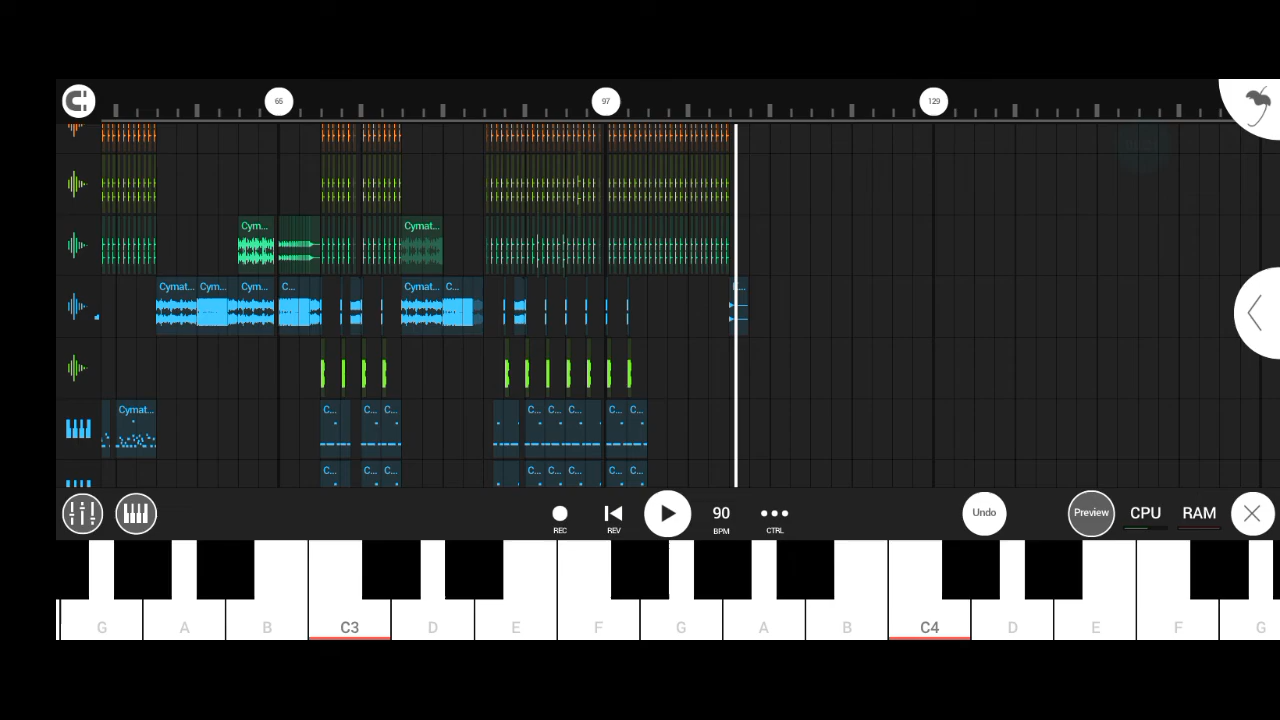 65 97 129
Cym... Cymat...
Cymat... Cym... Cym... C... Cymat... C... C...
Cymat... C... C... C... C... C... C... C... C...
C... C... C... C... C... C... C... C...
REC REV 90 BPM CTRL Undo Preview CPU RAM
G A B C3 D E F G A B C4 D E F G